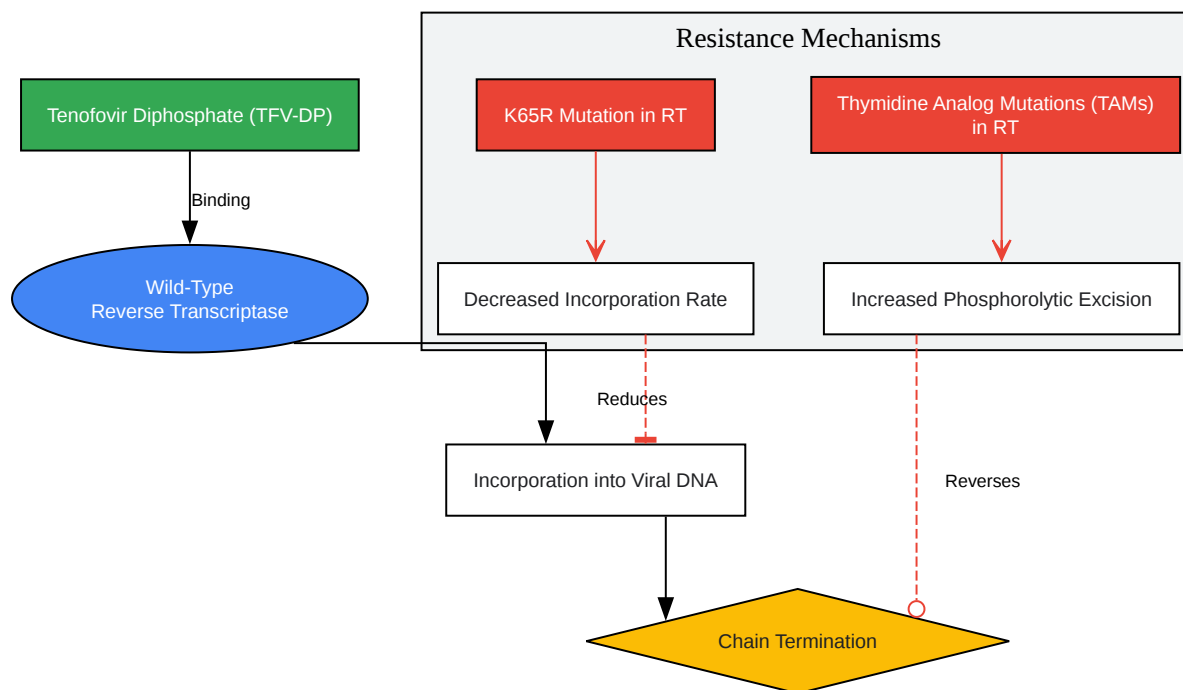 Resistance Mechanisms
Tenofovir Diphosphate (TFV-DP)
K65R Mutation in RT
Thymidine Analog Mutations (TAMs)
in RT
Binding
Wild-Type
Reverse Transcriptase
Decreased Incorporation Rate
Increased Phosphorolytic Excision
Reduces
Incorporation into Viral DNA
Reverses
Chain Termination